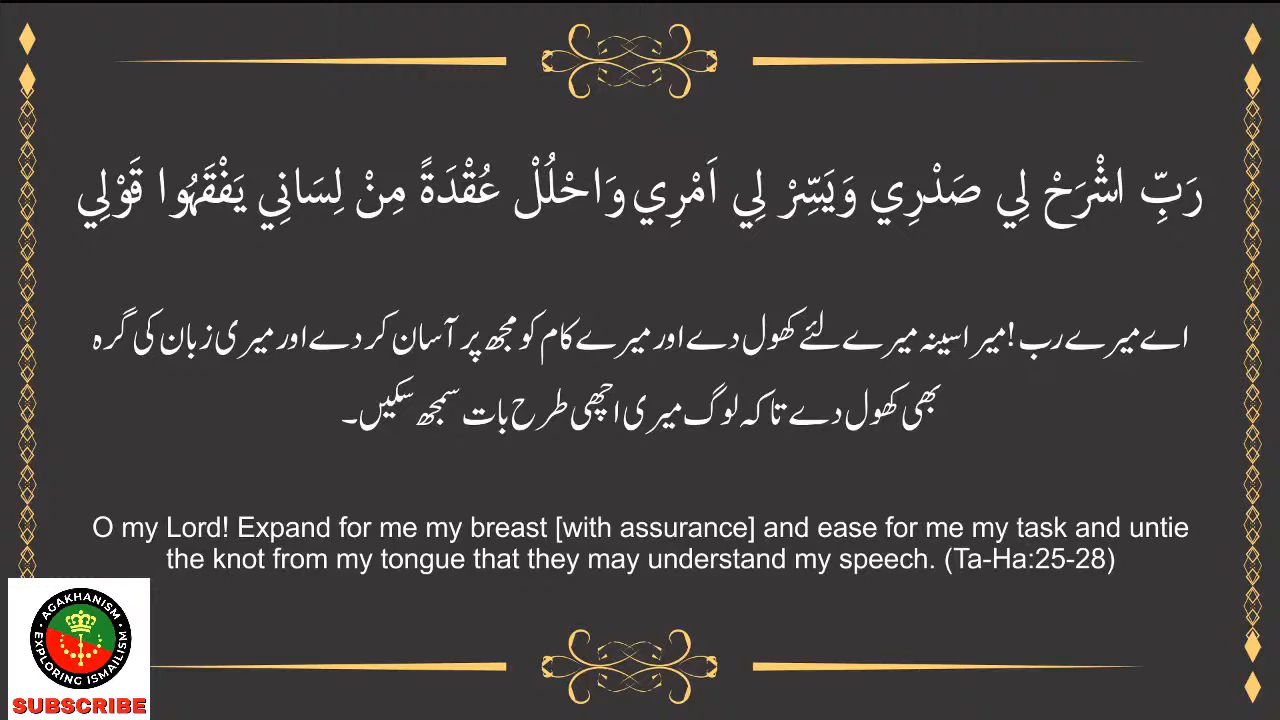 رَبِّ اشْرَحْ لِي صَدْرِي وَيَسِّرْ لِي اَمْرِي وَاحْلُلْ عُقْدَةً مِنْ لِسَانِي يَفْقَهُوا قَوْلِي
اے میرے رب! میرا سینہ میرے لئے کھول دے اور میرے کام کو مجھ پر آسان کر دے اور میری زبان کی گرہ
بھی کھول دے تاکہ لوگ میری اچھی طرح بات سمجھ سکیں۔
O my Lord! Expand for me my breast [with assurance] and ease for me my task and untie
the knot from my tongue that they may understand my speech. (Ta-Ha:25-28)
AGAKHANISM
EXPLORING ISMAILISM
SUBSCRIBE